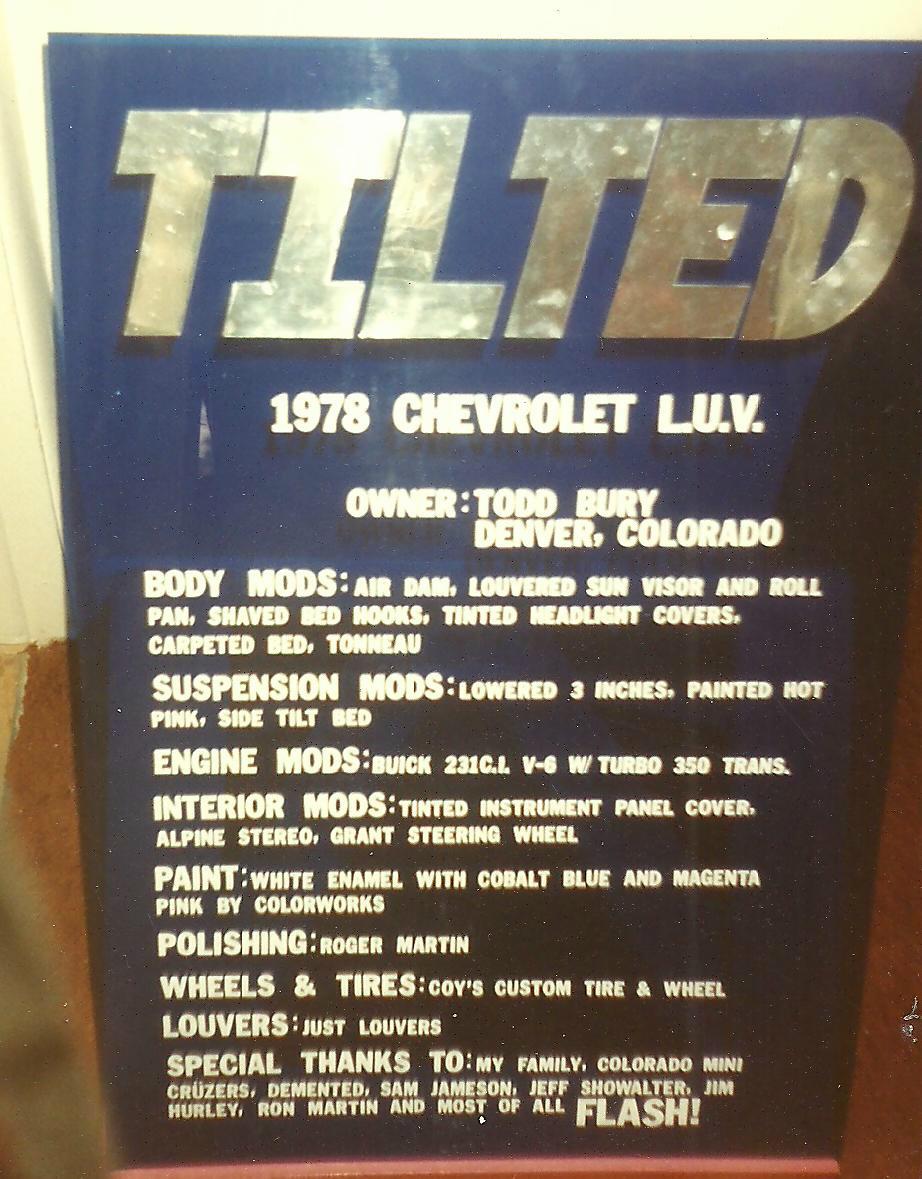 TILTED
1978 CHEVROLET L.U.V.
OWNER: TODD BURY
DENVER, COLORADO
BODY MODS: AIR DAM, LOUVERED SUN VISOR AND ROLL
PAN, SHAVED BED HOOKS, TINTED HEADLIGHT COVERS,
CARPETED BED, TONNEAU
SUSPENSION MODS: LOWERED 3 INCHES, PAINTED HOT
PINK, SIDE TILT BED
ENGINE MODS: BUICK 231C.I. V-6 W/ TURBO 350 TRANS.
INTERIOR MODS: TINTED INSTRUMENT PANEL COVER,
ALPINE STEREO, GRANT STEERING WHEEL
PAINT: WHITE ENAMEL WITH COBALT BLUE AND MAGENTA
PINK BY COLORWORKS
POLISHING: ROGER MARTIN
WHEELS & TIRES: COY'S CUSTOM TIRE & WHEEL
LOUVERS: JUST LOUVERS
SPECIAL THANKS TO: MY FAMILY, COLORADO MINI
CRÜZERS, DEMENTED, SAM JAMESON, JEFF SHOWALTER, JIM
HURLEY, RON MARTIN AND MOST OF ALL FLASH!